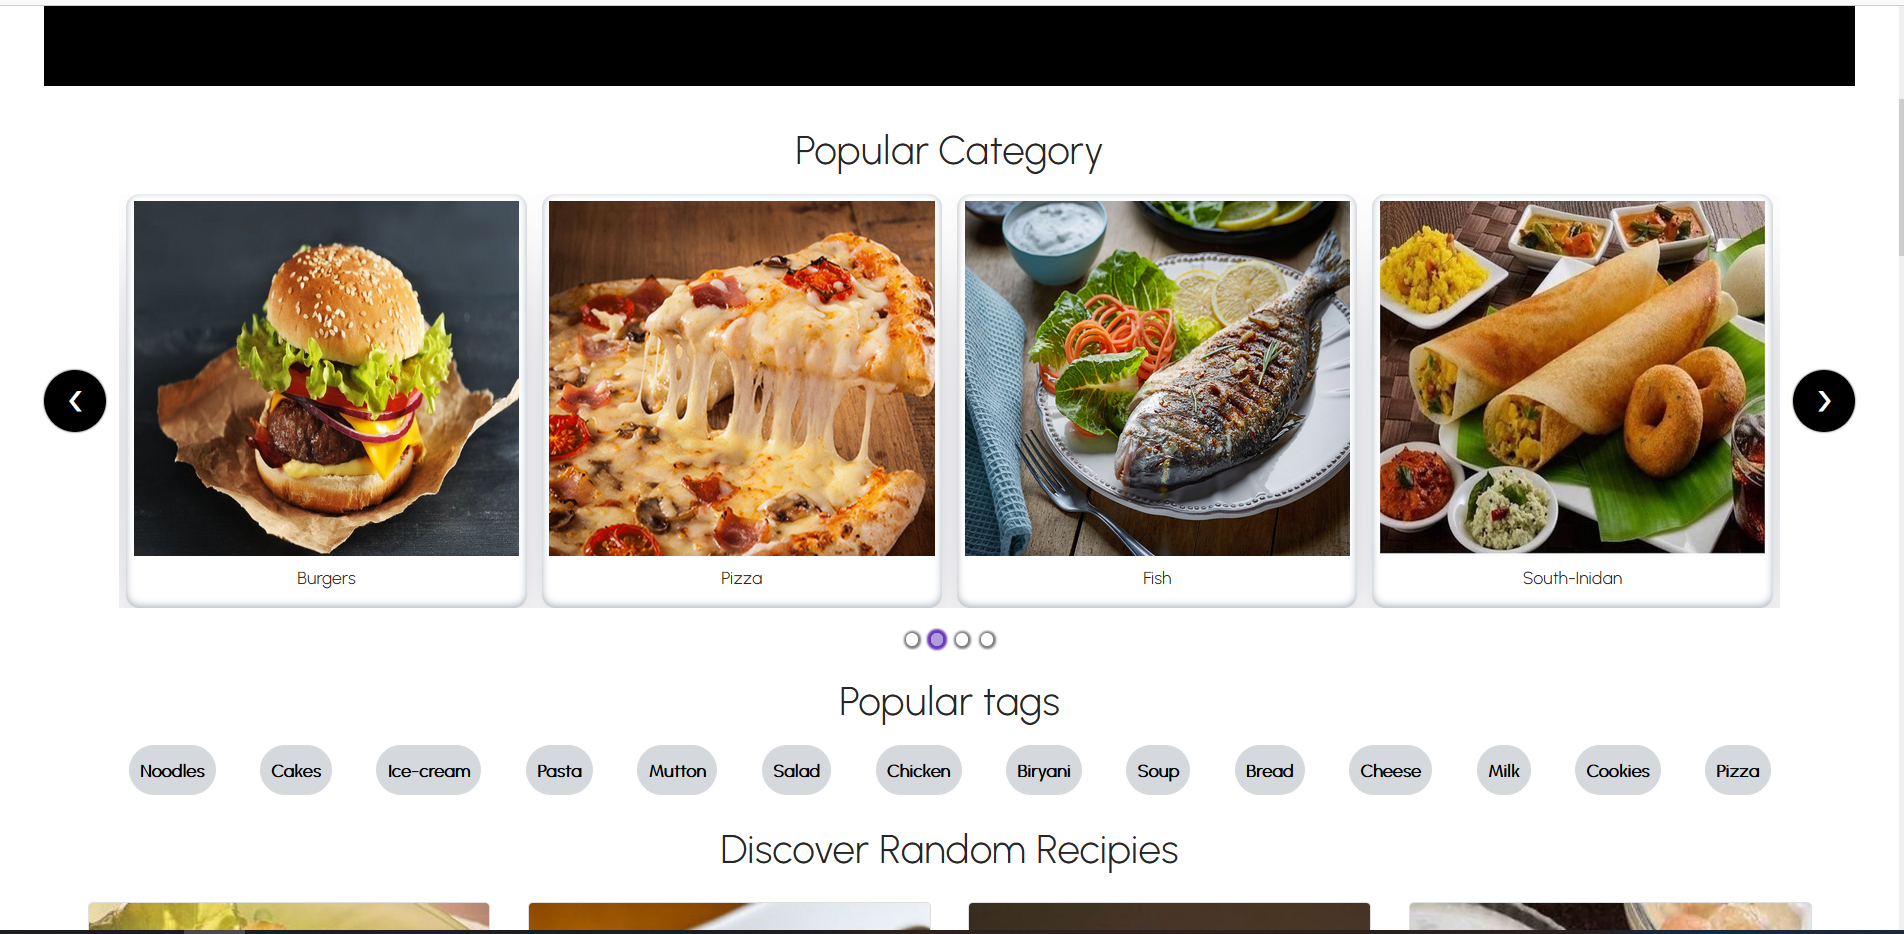 Popular Category
Burgers
Pizza
Fish
South-Inidan
Popular tags
Noodles
Cakes
Ice-cream
Pasta
Mutton
Salad
Chicken
Biryani
Soup
Bread
Cheese
Milk
Cookies
Pizza
Discover Random Recipies